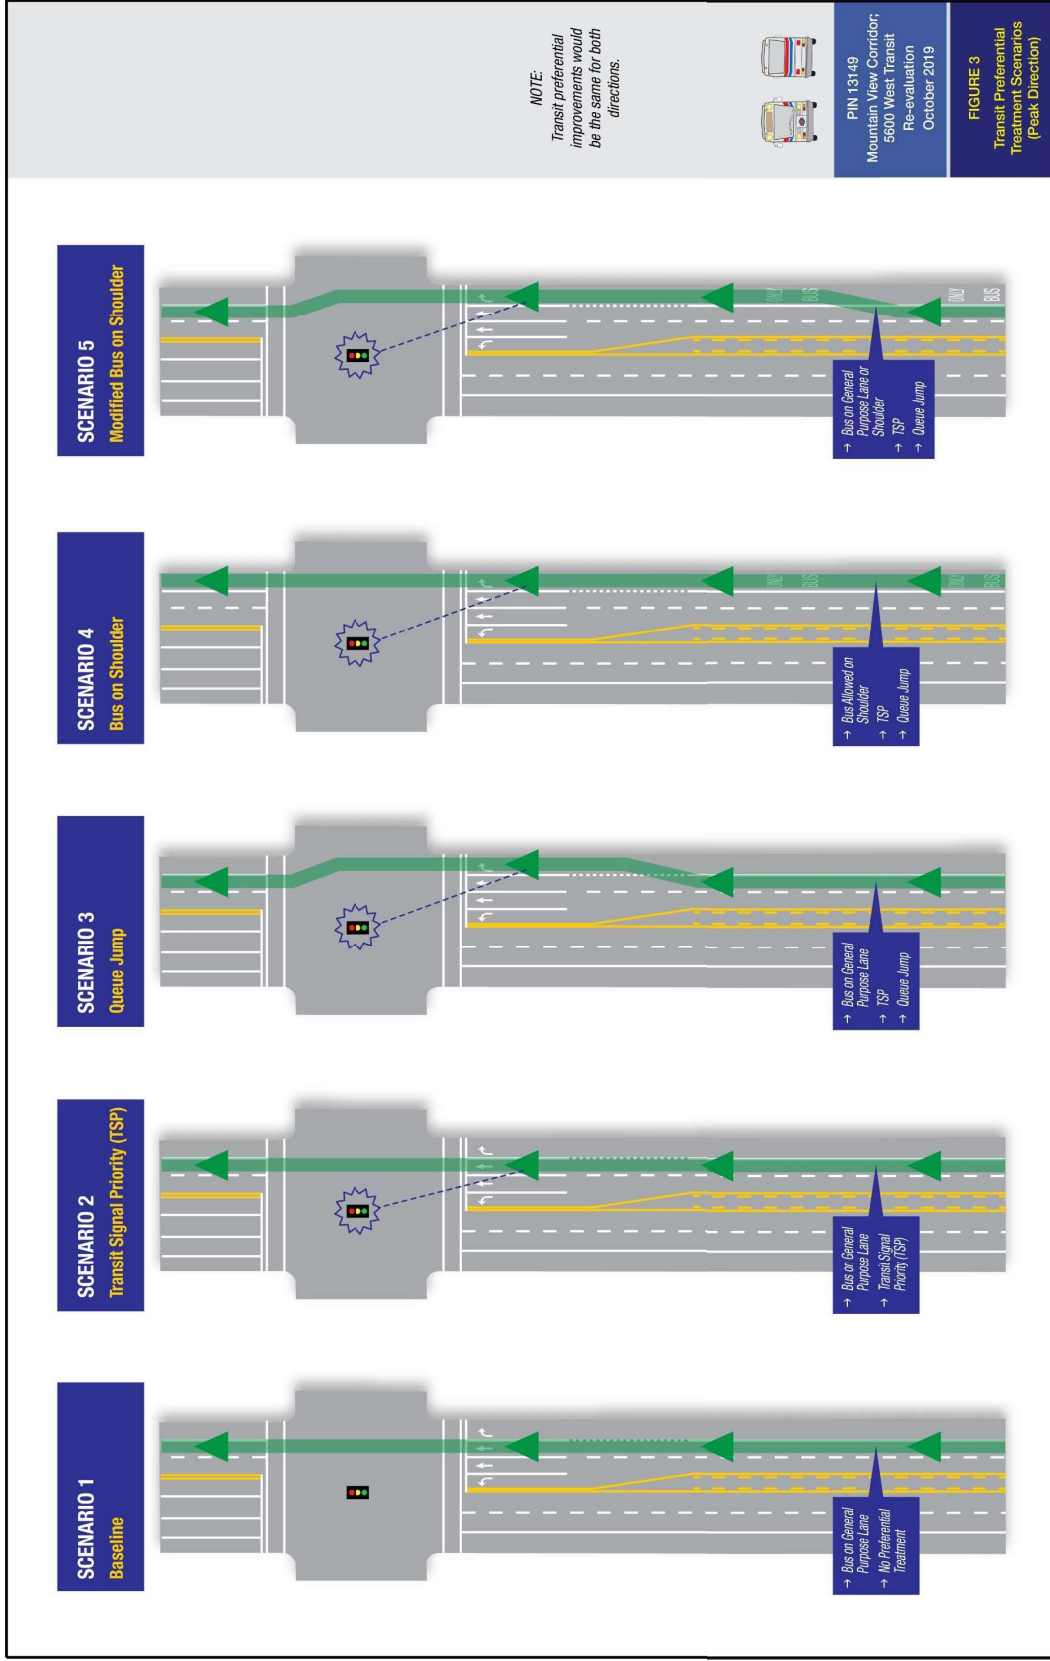 SCENARIO 1
Baseline
→ Bus on General
Purpose Lane
→ No Preferential
Treatment
SCENARIO 2
Transit Signal Priority (TSP)
→ Bus or General
Purpose Lane
→ Transit Signal
Priority (TSP)
SCENARIO 3
Queue Jump
→ Bus on General
Purpose Lane
→ TSP
→ Queue Jump
SCENARIO 4
Bus on Shoulder
ONLY
BUS
ONLY
BUS
→ Bus Allowed on
Shoulder
→ TSP
→ Queue Jump
SCENARIO 5
Modified Bus on Shoulder
ONLY
BUS
ONLY
BUS
→ Bus on General
Purpose Lane or
Shoulder
→ TSP
→ Queue Jump
NOTE:
Transit preferential
improvements would
be the same for both
directions.
PIN 13149
Mountain View Corridor;
5600 West Transit
Re-evaluation
October 2019
FIGURE 3
Transit Preferential
Treatment Scenarios
(Peak Direction)